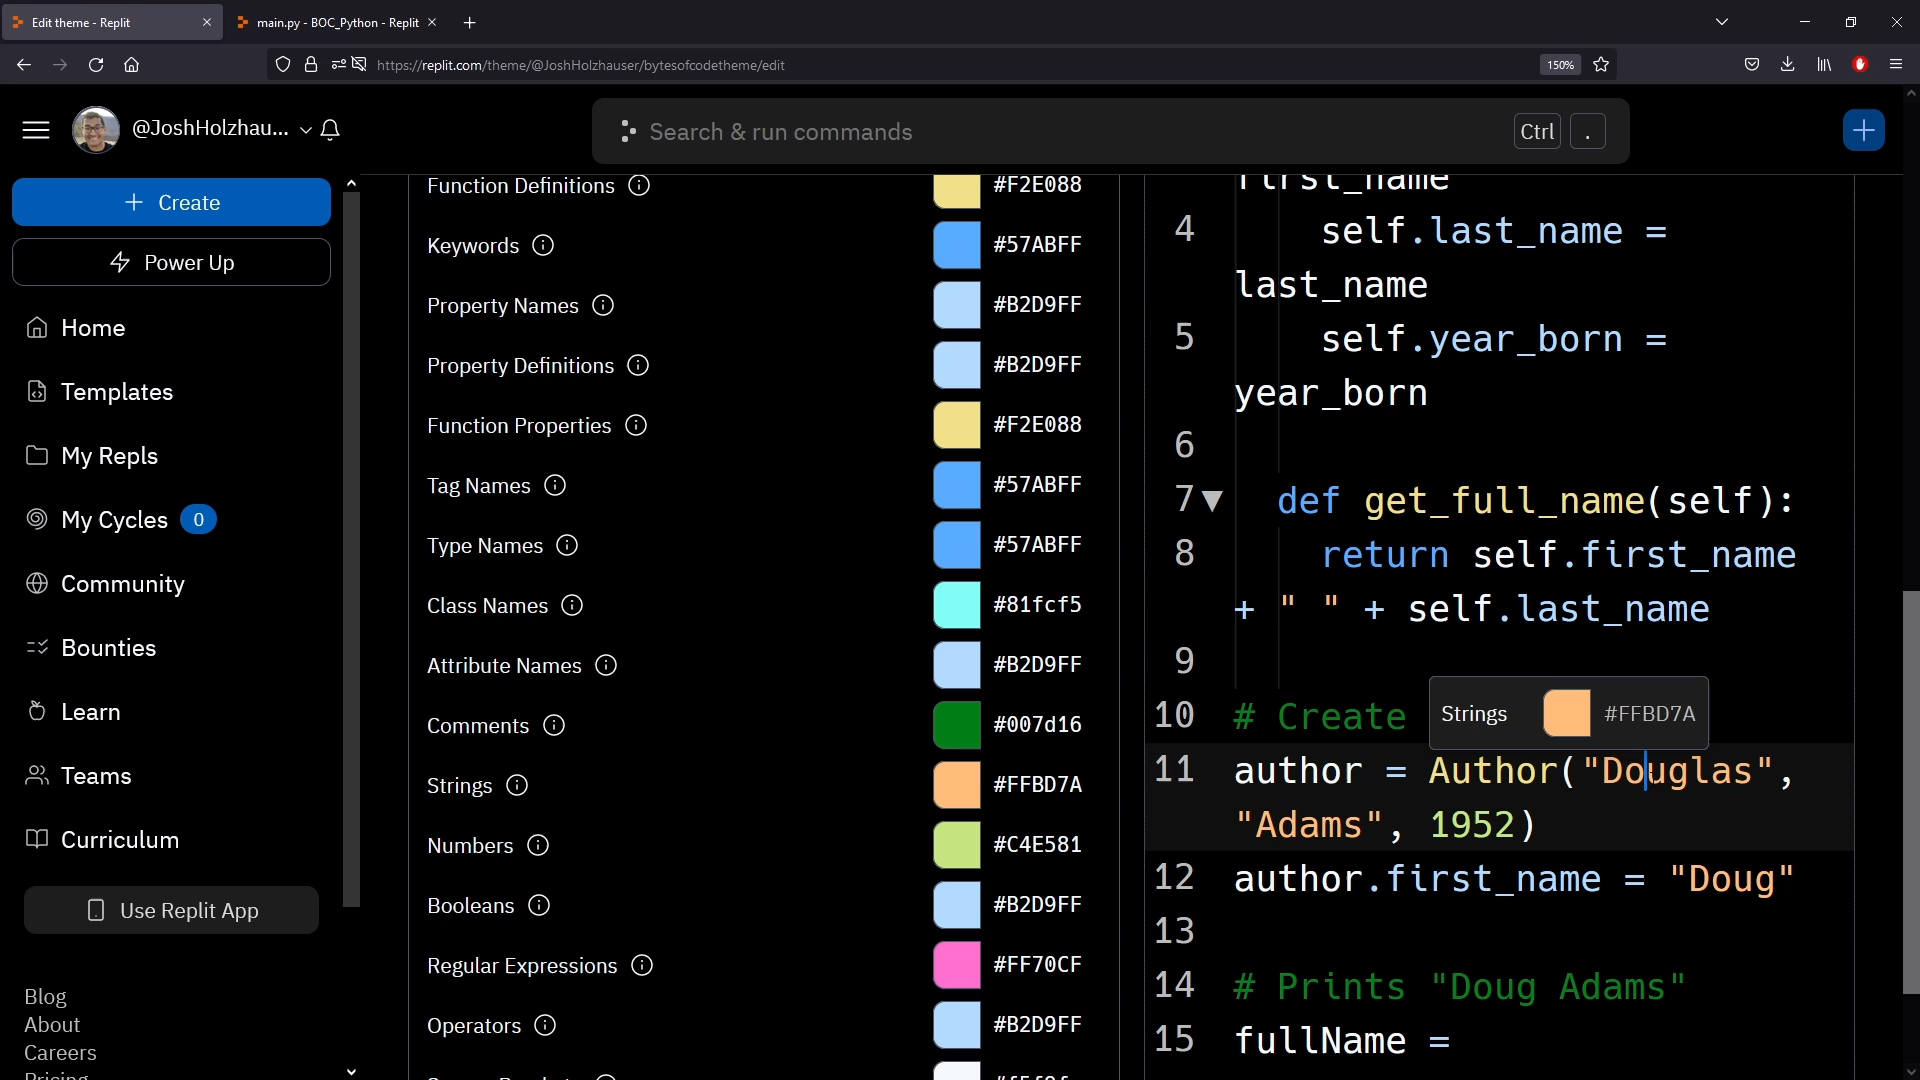 Edit theme - Replit
main.py - BOC_Python - Replit
https://replit.com/theme/@JoshHolzhauser/bytesofcodetheme/edit
150%
@JoshHolzhau...
Search & run commands
Ctrl
.
Create
Power Up
Home
Templates
My Repls
My Cycles 0
Community
Bounties
Learn
Teams
Curriculum
Use Replit App
Blog
About
Careers
Pricing
Function Definitions #F2E088
Keywords #57ABFF
Property Names #B2D9FF
Property Definitions #B2D9FF
Function Properties #F2E088
Tag Names #57ABFF
Type Names #57ABFF
Class Names #81fcf5
Attribute Names #B2D9FF
Comments #007d16
Strings #FFBD7A
Numbers #C4E581
Booleans #B2D9FF
Regular Expressions #FF70CF
Operators #B2D9FF
first_name
4 self.last_name =
last_name
5 self.year_born =
year_born
6
7 def get_full_name(self):
8 return self.first_name
+ " " + self.last_name
9
10 # Create
Strings #FFBD7A
11 author = Author("Douglas",
"Adams", 1952)
12 author.first_name = "Doug"
13
14 # Prints "Doug Adams"
15 fullName =